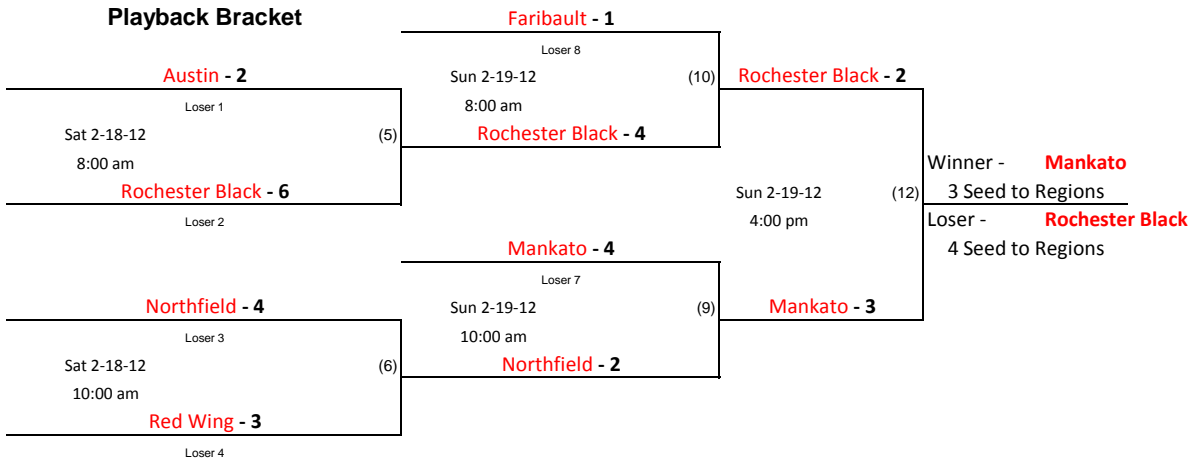 Playback Bracket
Faribault - 1
Loser 8
Austin - 2
Sun 2-19-12
(10)
Rochester Black - 2
Loser 1
8:00 am
Sat 2-18-12
(5)
Rochester Black - 4
8:00 am
Winner - Mankato
Rochester Black - 6
Sun 2-19-12
(12)
3 Seed to Regions
Loser 2
4:00 pm
Loser - Rochester Black
Mankato - 4
4 Seed to Regions
Loser 7
Northfield - 4
Sun 2-19-12
(9)
Mankato - 3
Loser 3
10:00 am
Sat 2-18-12
(6)
Northfield - 2
10:00 am
Red Wing - 3
Loser 4